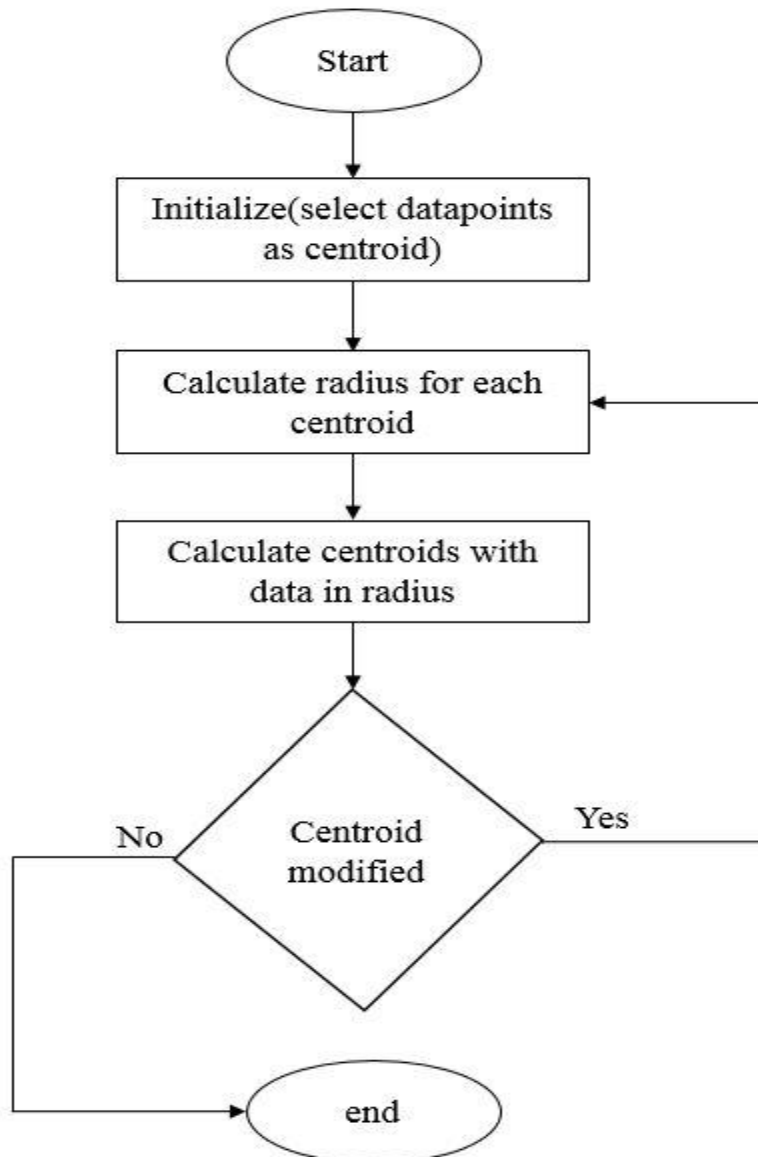 Start
Initialize(select datapoints
as centroid)
Calculate radius for each
centroid
Calculate centroids with
data in radius
No
Centroid
modified
Yes
end